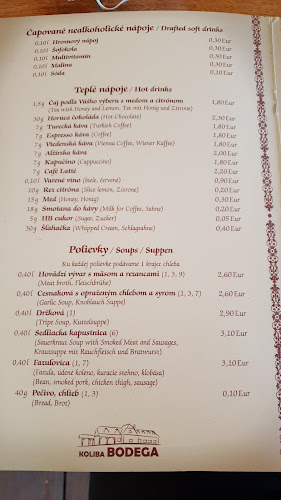 Čapované nealkoholické nápoje / Drafted soft drinks
0,10l Hroznový nápoj 0,30 Eur
0,10l Šofokola 0,30 Eur
0,10l Multivitamín 0,30 Eur
0,10l Malina 0,30 Eur
0,10l Sóda 0,10 Eur
Teplé nápoje / Hot drinks
1,5g Čaj podľa Vášho výberu s medom a citrónom 1,80 Eur
(Tea with Honey and Lemon, Tee mit Honig und Zitrone)
30g Horúca čokoláda (Hot Chocolate) 2,30 Eur
7g Turecká káva (Turkish Coffee) 1,80 Eur
7g Espresso káva (Coffee) 1,80 Eur
7g Viedenská káva (Vienna Coffee, Wiener Kaffee) 1,80 Eur
7g Alžírska káva 2,00 Eur
7g Kapučíno (Cappuccino) 1,80 Eur
7g Café Latté 2,20 Eur
0,20l Varené víno (Biele, červené) 0,90 Eur
10g Rez citróna (Slice lemon, Zitrone) 0,20 Eur
15g Med (Honey, Honig) 0,30 Eur
18g Smotana do kávy (Milk for Coffee, Sahne) 0,20 Eur
5g HB cukor (Sugar, Zucker) 0,05 Eur
30g Šľahačka (Whipped Cream, Schlagsahne) 0,40 Eur
Polievky / Soups / Suppen
Ku každej polievke podávame 1 krajec chleba
0,40l Hovädzí vývar s mäsom a rezancami (1, 3, 9) 2,60 Eur
(Meat broth, Fleischbrühe)
0,40l Cesnaková s opraženým chlebom a syrom (1, 3, 7) 2,60 Eur
(Garlic Soup, Knoblauch Suppe)
0,40l Držková (1) 2,90 Eur
(Tripe Soup, Kuttelsuppe)
0,40l Sedliacka kapustnica (6) 3,10 Eur
(Sauerkraut Soup with Smoked Meat and Sausages,
Kraussuppe mit Rauchfleisch und Bratwurst)
0,40l Fazuľovica (1, 7) 3,10 Eur
(Fazuľa, údené koleno, kuracie stehno, klobása)
(Bean, smoked pork, chicken thigh, sausage)
40g Pečivo, chlieb (1, 3) 0,10 Eur
(Bread, Brot)
KOLIBA BODEGA